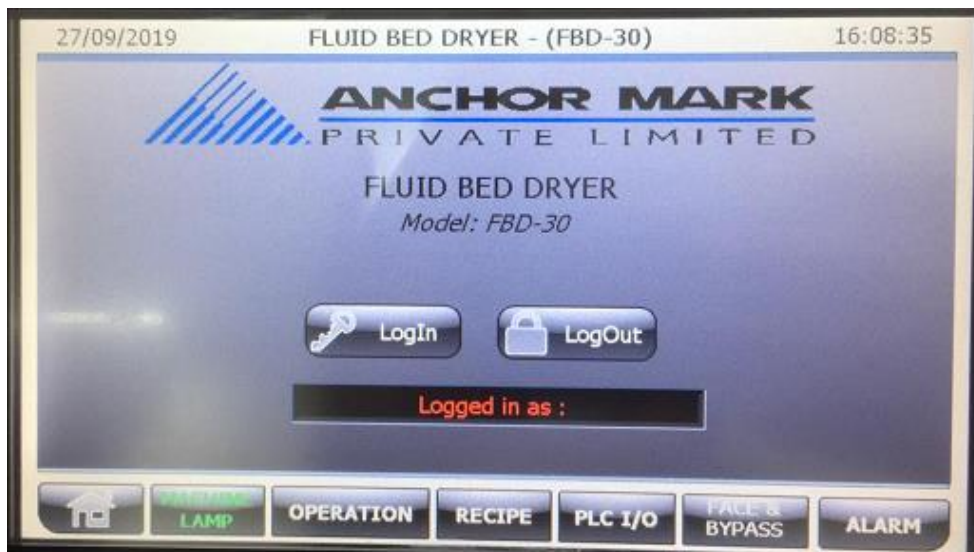 27/09/2019 FLUID BED DRYER - (FBD-30) 16:08:35
ANCHOR MARK
PRIVATE LIMITED
FLUID BED DRYER
Model: FBD-30
LogIn LogOut
Logged in as :
LAMP OPERATION RECIPE PLC I/O FACE & BYPASS ALARM